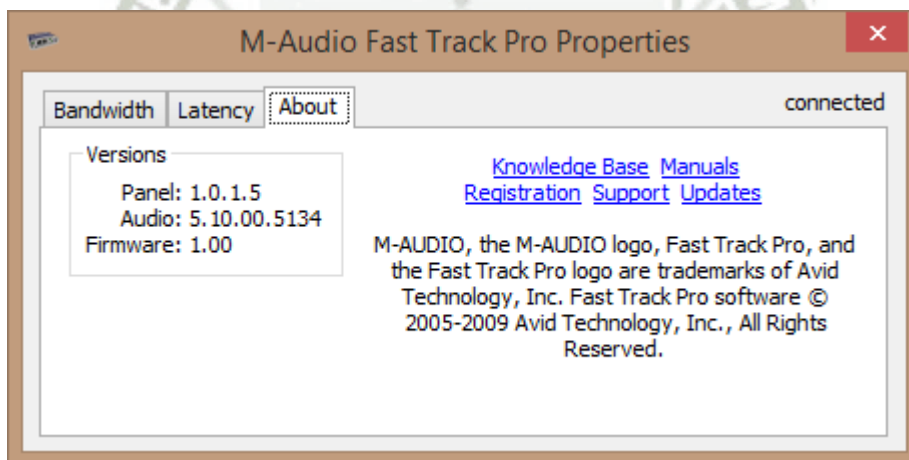 M-Audio Fast Track Pro Properties
Bandwidth Latency About
connected
Versions
Panel: 1.0.1.5
Audio: 5.10.00.5134
Firmware: 1.00
Knowledge Base Manuals
Registration Support Updates
M-AUDIO, the M-AUDIO logo, Fast Track Pro, and
the Fast Track Pro logo are trademarks of Avid
Technology, Inc. Fast Track Pro software ©
2005-2009 Avid Technology, Inc., All Rights
Reserved.